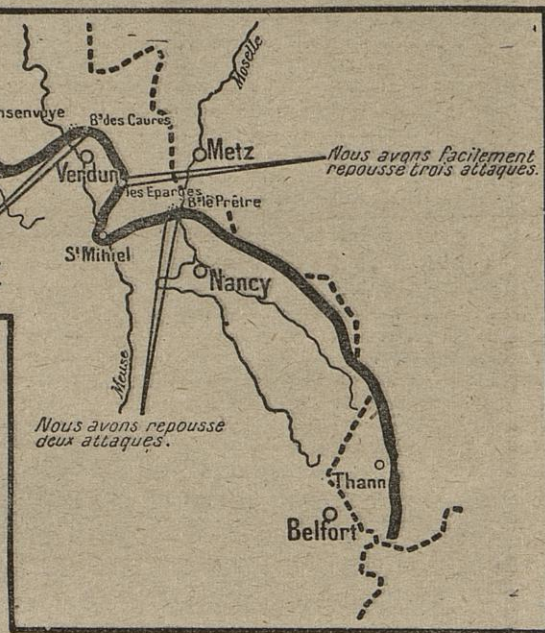 Moselle
nsenvoye
Bs des Caures
Metz
Verdun
Nous avons facilement
repoussé trois attaques.
les Eparges
Bs le Prêtre
St Mihiel
Nancy
Meuse
Nous avons repoussé
deux attaques.
Thann
Belfort